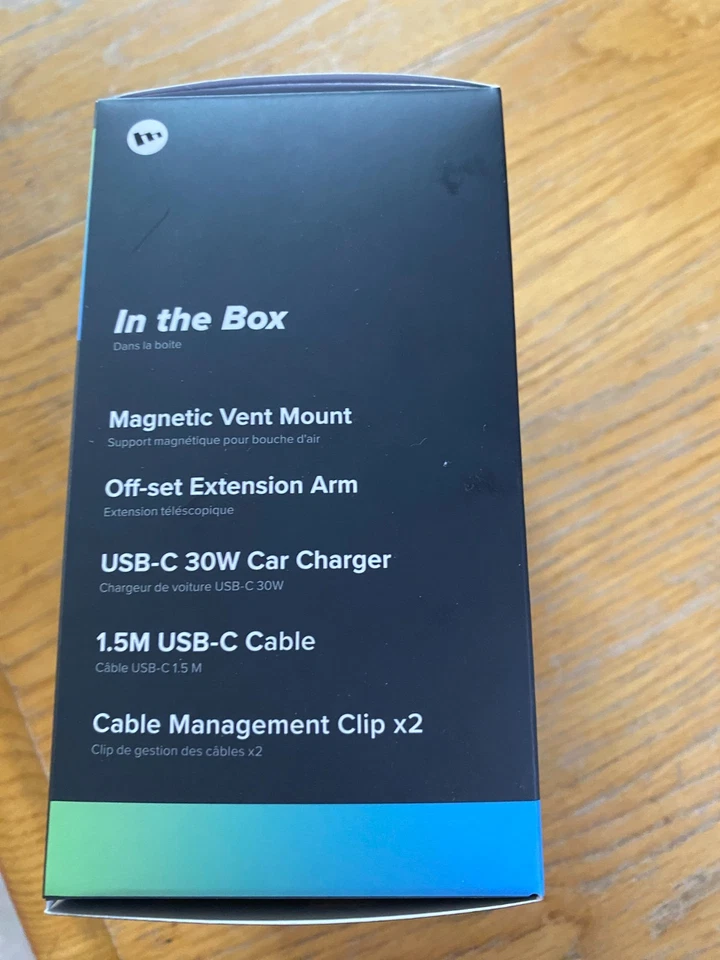 In the Box
Dans la boite
Magnetic Vent Mount
Support magnétique pour bouche d'air
Off-set Extension Arm
Extension téléscopique
USB-C 30W Car Charger
Chargeur de voiture USB-C 30W
1.5M USB-C Cable
Câble USB-C 1.5 M
Cable Management Clip x2
Clip de gestion des câbles x2